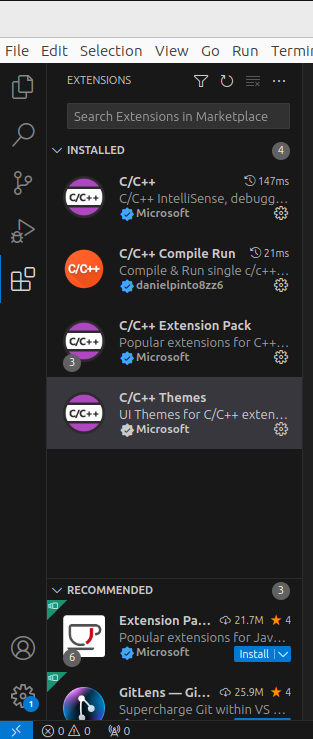 File Edit Selection View Go Run Termin
EXTENSIONS
Search Extensions in Marketplace
INSTALLED 4
C/C++ 147ms
C/C++ IntelliSense, debugg...
Microsoft
C/C++ Compile Run 21ms
Compile & Run single c/c++...
danielpinto8zz6
C/C++ Extension Pack
Popular extensions for C++...
3 Microsoft
C/C++ Themes
UI Themes for C/C++ exten...
Microsoft
RECOMMENDED 3
Extension Pa... 21.7M 4
Popular extensions for Jav...
6 Microsoft Install
GitLens — Gi... 25.9M 4
Supercharge Git within VS ...
1
0 0 0
C/C++
C/C++
C/C++
C/C++